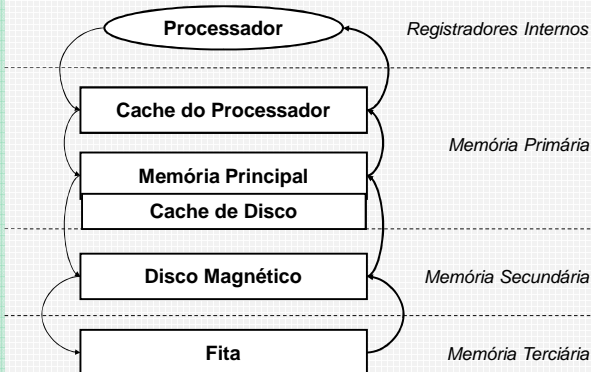 Processador
Registradores Internos
Cache do Processador
Memória Primária
Memória Principal
Cache de Disco
Disco Magnético
Memória Secundária
Fita
Memória Terciária